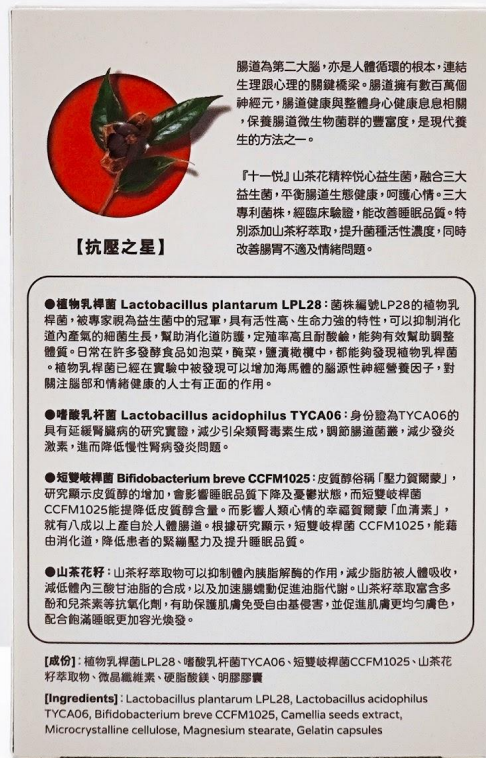 腸道為第二大腦，亦是人體循環的根本，連結
生理跟心理的關鍵橋梁。腸道擁有數百萬個
神經元，腸道健康與整體身心健康息息相關
，保養腸道微生物菌群的豐富度，是現代養
生的方法之一。
『十一悦』山茶花精粹悦心益生菌，融合三大
益生菌，平衡腸道生態健康，呵護心情。三大
專利菌株，經臨床驗證，能改善睡眠品質。特
別添加山茶籽萃取，提升菌種活性濃度，同時
改善腸胃不適及情緒問題。
【抗壓之星】
●植物乳桿菌 Lactobacillus plantarum LPL28：菌株編號LP28的植物乳
桿菌，被專家視為益生菌中的冠軍，具有活性高、生命力強的特性，可以抑制消化
道內產氣的細菌生長，幫助消化道防護，定殖率高且耐酸鹼，能夠有效幫助調整
體質。日常在許多發酵食品如泡菜，醃菜，鹽漬橄欖中，都能夠發現植物乳桿菌
。植物乳桿菌已經在實驗中被發現可以增加海馬體的腦源性神經營養因子，對
關注腦部和情緒健康的人士有正面的作用。
●嗜酸乳杆菌 Lactobacillus acidophilus TYCA06：身份證為TYCA06的
具有延緩腎臟病的研究實證，減少引朵類腎毒素生成，調節腸道菌叢，減少發炎
激素，進而降低慢性腎病發炎問題。
●短雙岐桿菌 Bifidobacterium breve CCFM1025：皮質醇俗稱「壓力賀爾蒙」，
研究顯示皮質醇的增加，會影響睡眠品質下降及憂鬱狀態，而短雙岐桿菌
CCFM1025能提降低皮質醇含量。而影響人類心情的幸福賀爾蒙「血清素」，
就有八成以上產自於人體腸道。根據研究顯示，短雙岐桿菌 CCFM1025，能藉
由消化道，降低患者的緊繃壓力及提升睡眠品質。
●山茶花籽：山茶籽萃取物可以抑制體內胰脂解酶的作用，減少脂肪被人體吸收，
減低體內三酸甘油脂的合成，以及加速腸蠕動促進油脂代謝。山茶籽萃取富含多
酚和兒茶素等抗氧化劑，有助保護肌膚免受自由基侵害，並促進肌膚更均勻膚色，
配合飽滿睡眠更加容光煥發。
[成份]：植物乳桿菌LPL28、嗜酸乳杆菌TYCA06、短雙岐桿菌CCFM1025、山茶花
籽萃取物、微晶纖維素、硬脂酸鎂、明膠膠囊
[Ingredients]：Lactobacillus plantarum LPL28, Lactobacillus acidophilus
TYCA06, Bifidobacterium breve CCFM1025, Camellia seeds extract,
Microcrystalline cellulose, Magnesium stearate, Gelatin capsules